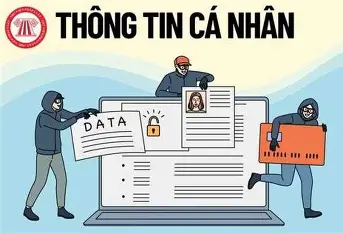 THÔNG TIN CÁ NHÂN
DATA